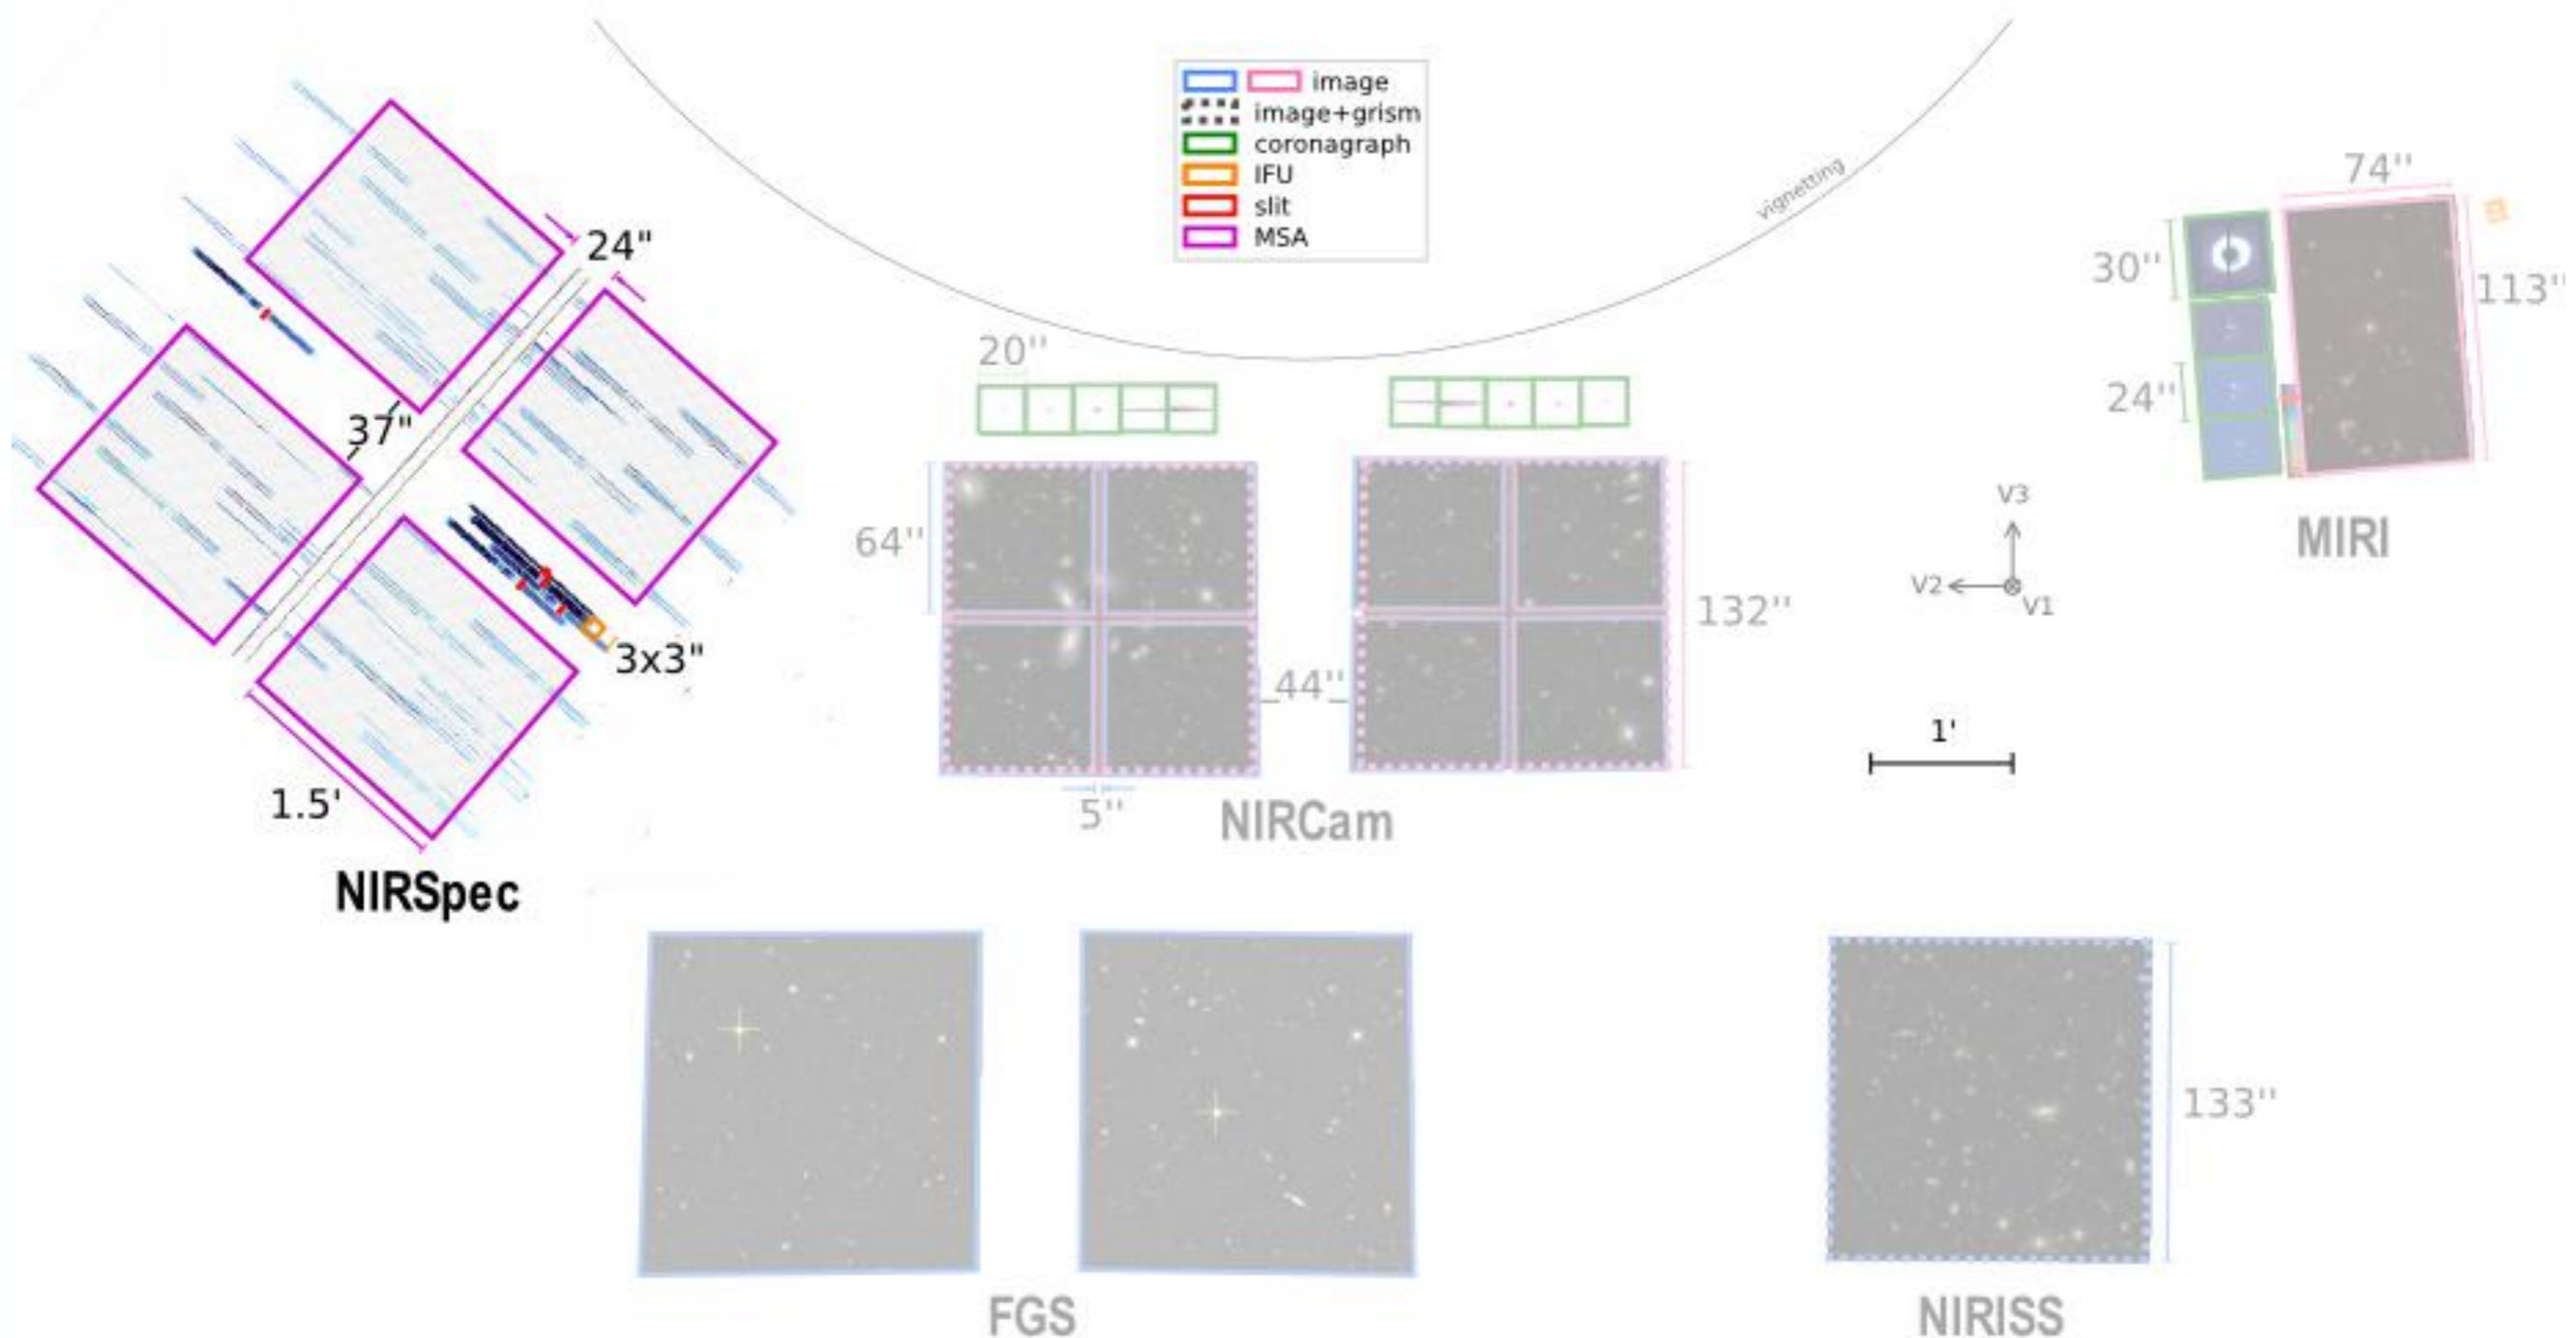 image
image+grism
coronagraph
IFU
slit
MSA
vignetting
24"
37"
3x3"
1.5'
NIRSpec
20''
64''
44''
132''
5''
NIRCam
V3
V2
V1
1'
74''
30''
113''
24''
MIRI
FGS
133''
NIRISS